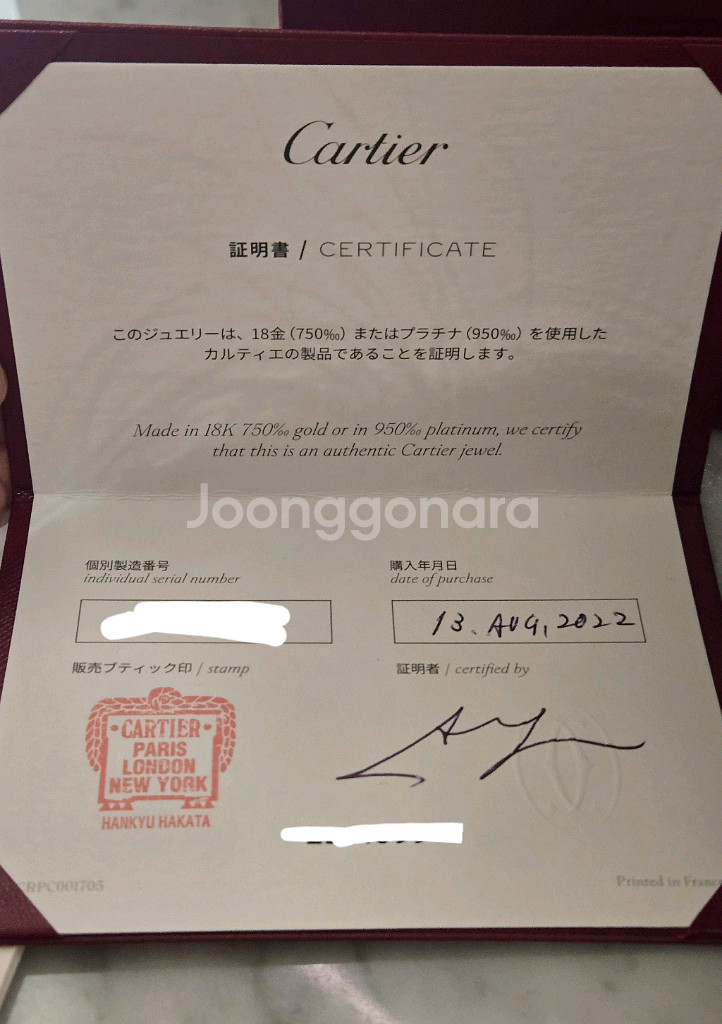 Cartier
証明書 / CERTIFICATE
このジュエリーは、18金（750‰）またはプラチナ（950‰）を使用した
カルティエの製品であることを証明します。
Made in 18K 750‰ gold or in 950‰ platinum, we certify
that this is an authentic Cartier jewel.
Joonggonara
個別製造番号
individual serial number
購入年月日
date of purchase
13. AUG, 2022
販売ブティック印 / stamp
証明者 / certified by
CARTIER
PARIS
LONDON
NEW YORK
HANKYU HAKATA
CRPC001705
Printed in France